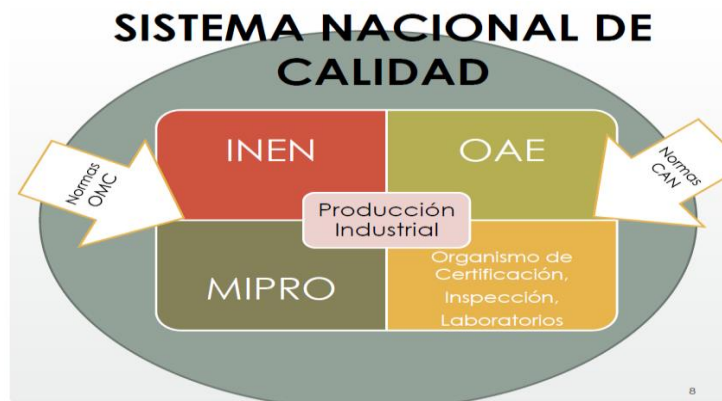 SISTEMA NACIONAL DE
CALIDAD
INEN
OAE
Normas
OMC
Normas
CAN
Producción
Industrial
MIPRO
Organismo de
Certificación,
Inspección,
Laboratorios
8